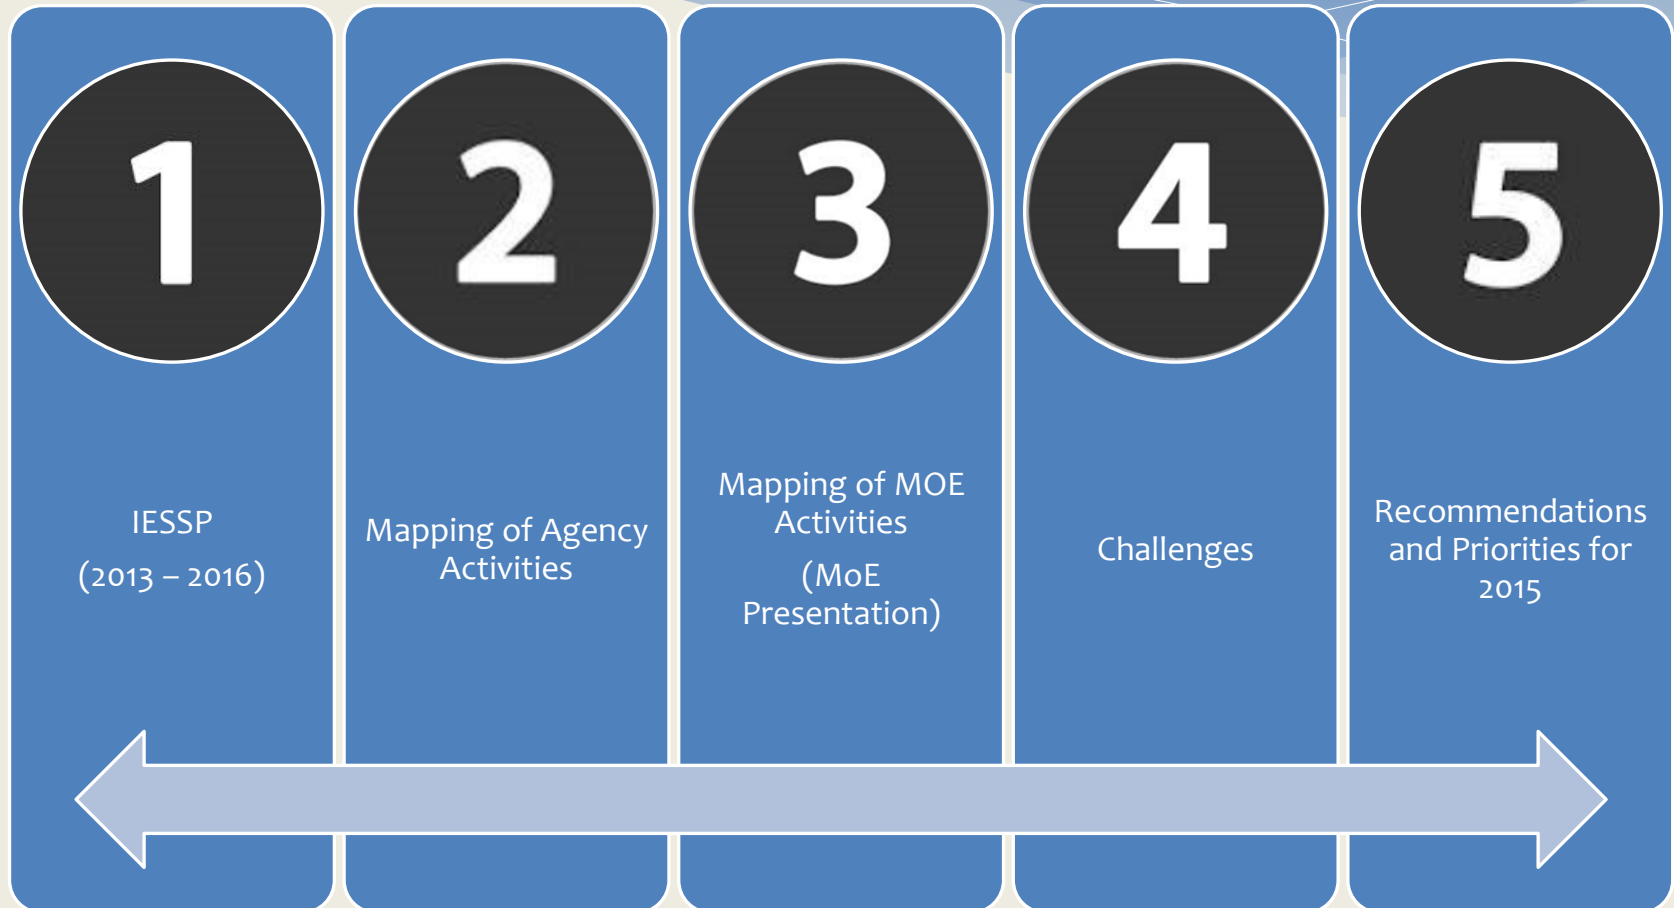 1
IESSP
(2013 – 2016)
2
Mapping of Agency
Activities
3
Mapping of MOE
Activities
(MoE
Presentation)
4
Challenges
5
Recommendations
and Priorities for
2015